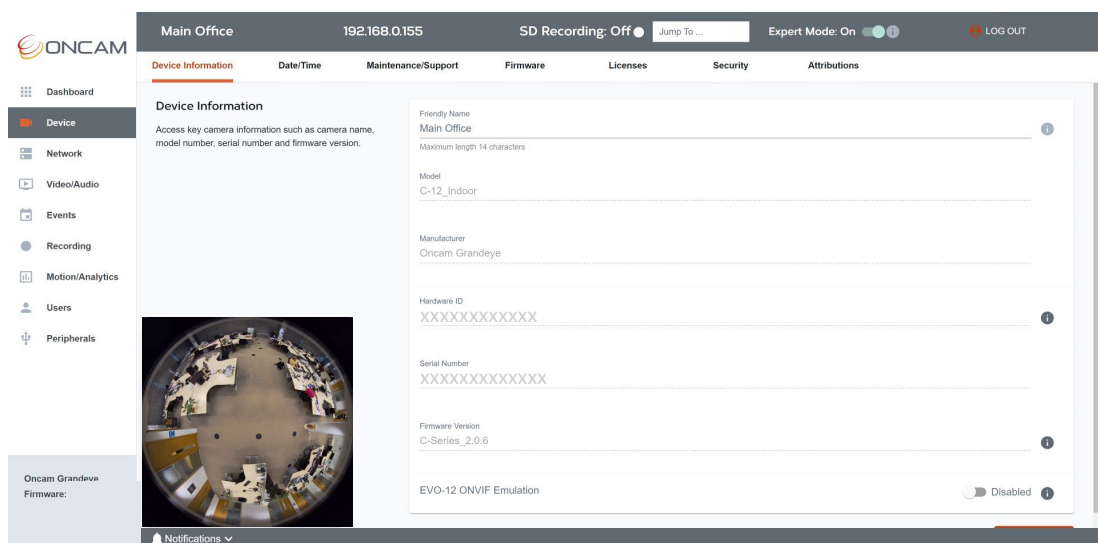 ONCAM
Main Office
192.168.0.155
SD Recording: Off
Jump To ...
Expert Mode: On
LOG OUT
Device Information
Date/Time
Maintenance/Support
Firmware
Licenses
Security
Attributions
Dashboard
Device
Network
Video/Audio
Events
Recording
Motion/Analytics
Users
Peripherals
Oncam Grandeye
Firmware:
Device Information
Access key camera information such as camera name,
model number, serial number and firmware version.
Friendly Name
Main Office
Maximum length 14 characters
Model
C-12_Indoor
Manufacturer
Oncam Grandeye
Hardware ID
XXXXXXXXXXXX
Serial Number
XXXXXXXXXXXXX
Firmware Version
C-Series_2.0.6
EVO-12 ONVIF Emulation
Disabled
Notifications